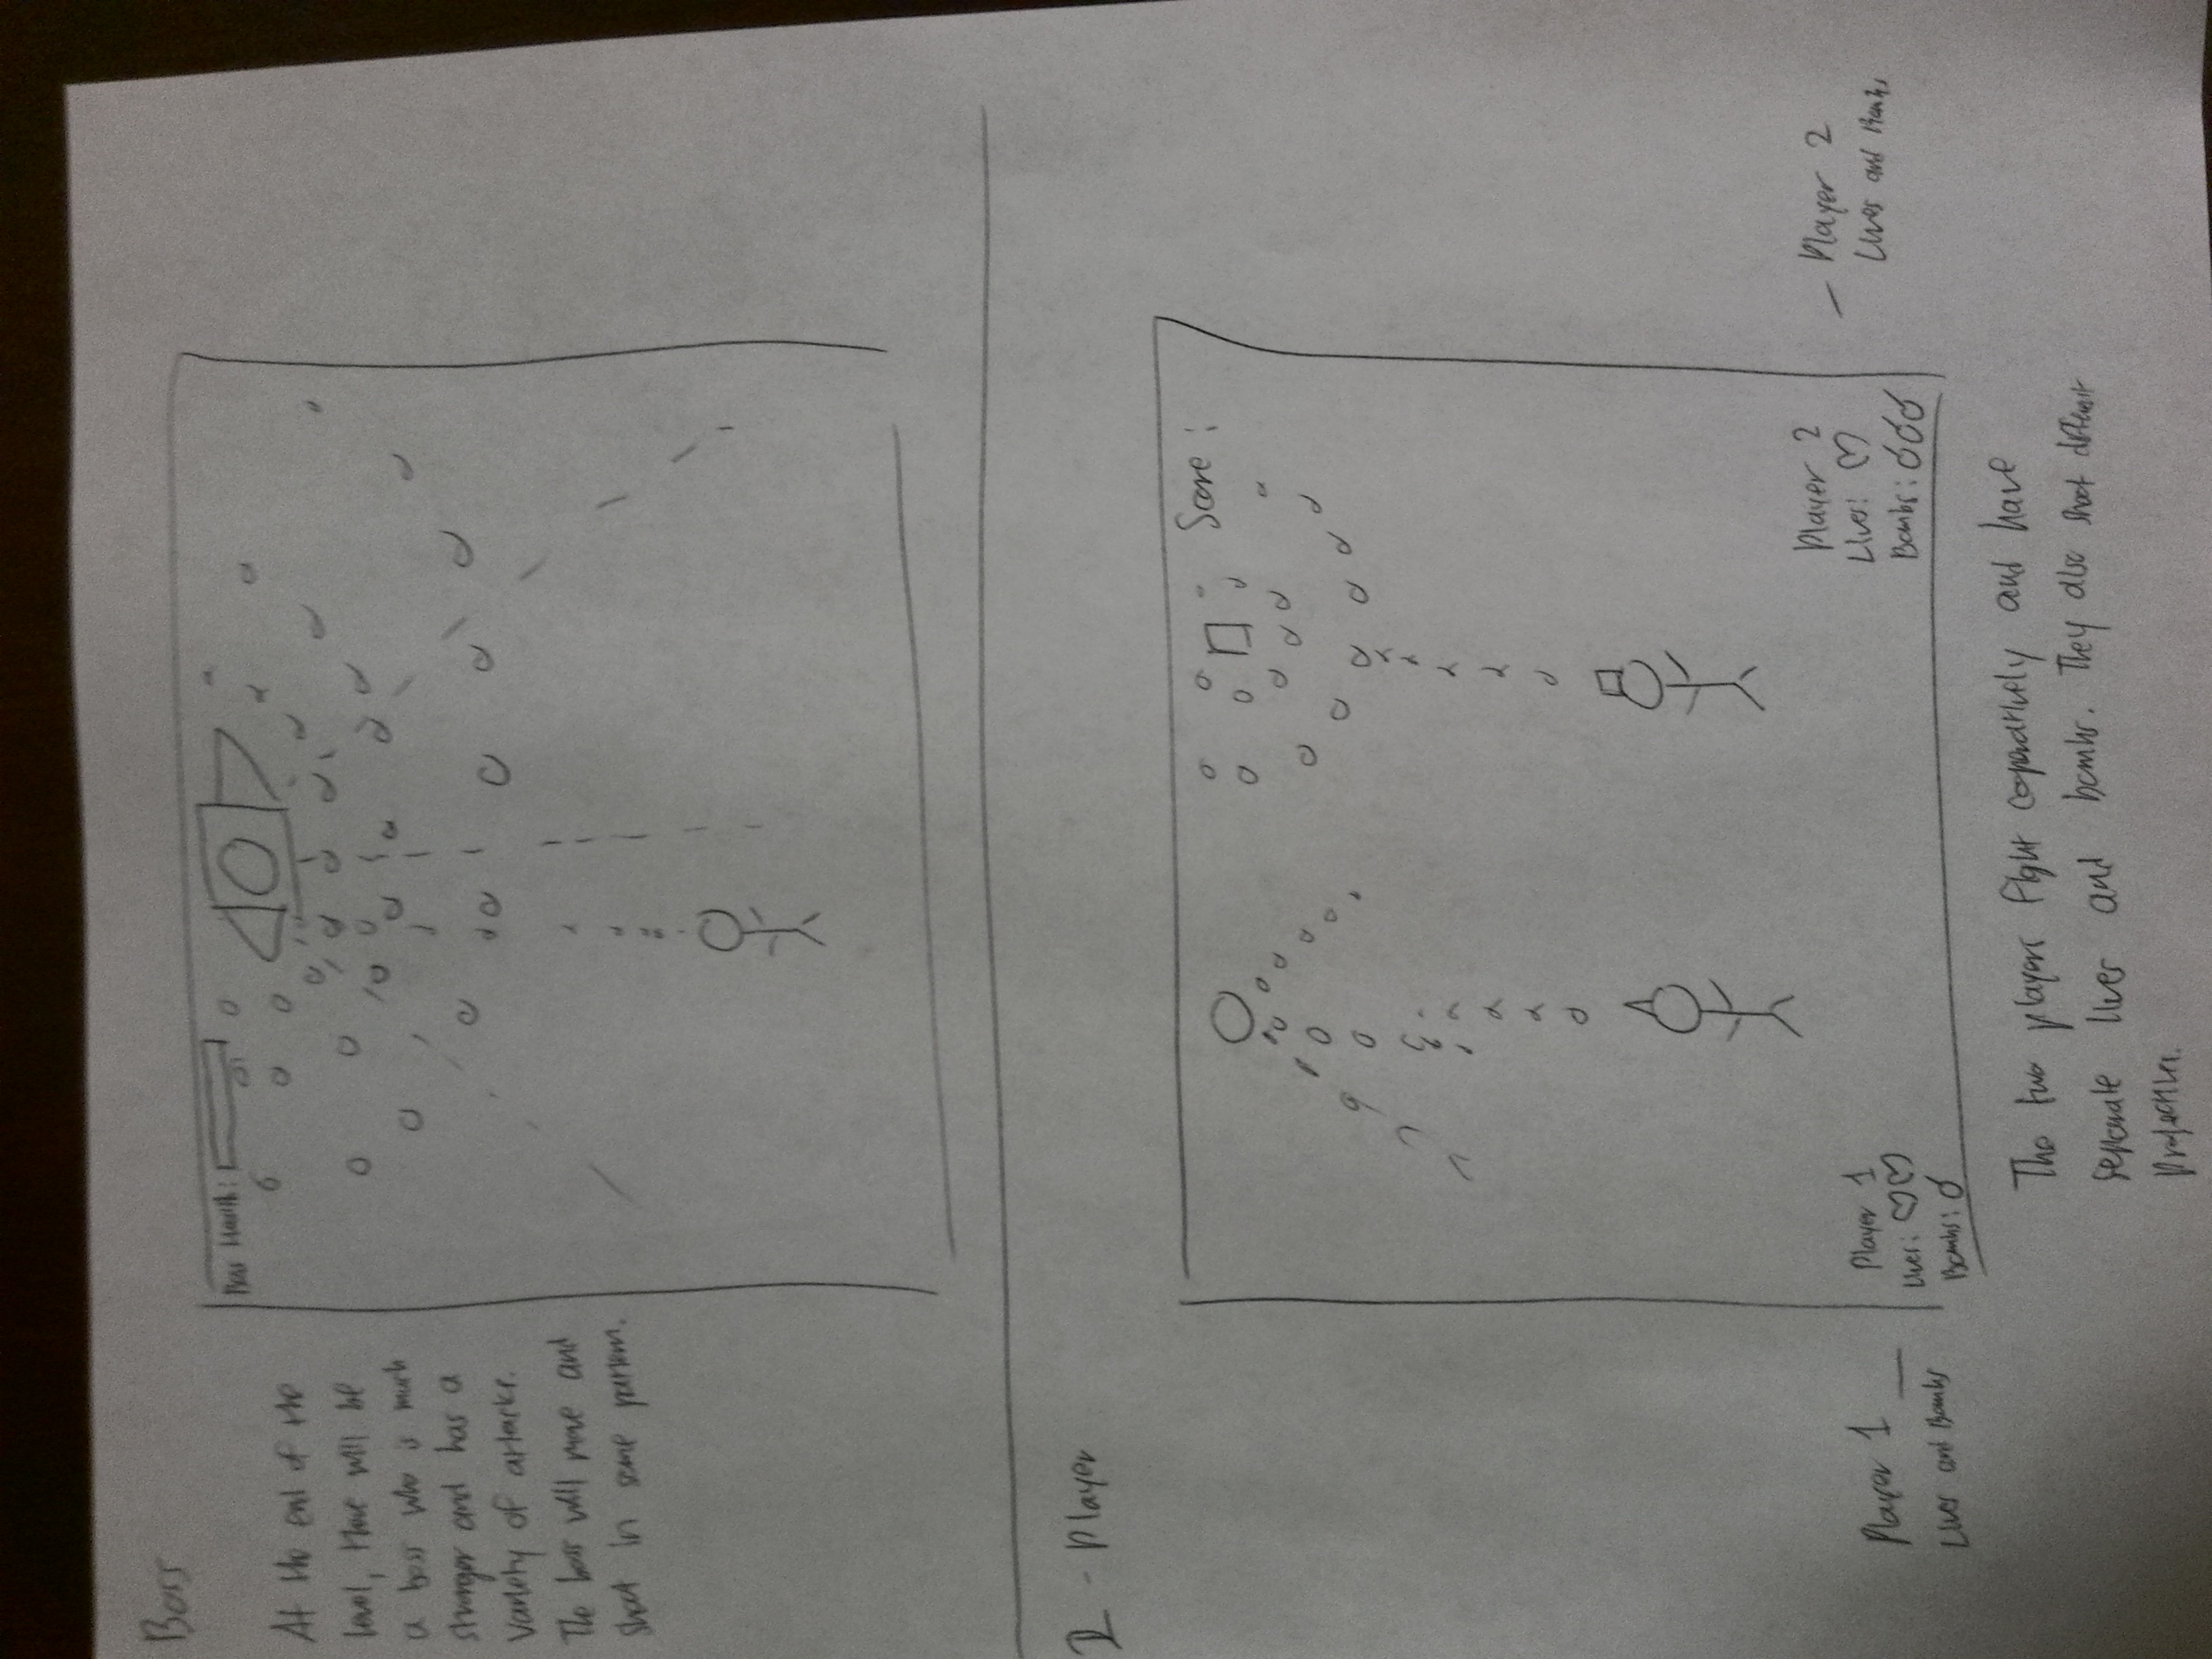 Boss
Boss Health:
At the end of the
level, there will be
a boss who is much
stronger and has a
variety of attacks.
The boss will move and
shoot in some pattern.
2 - Player
Score :
Player 1
Lives and Bombs
Player 1
Lives:
Bombs:
Player 2
Lives:
Bombs:
Player 2
Lives and Bombs
The two players fight cooperatively and have
separate lives and bombs. They also shoot different
projectiles.